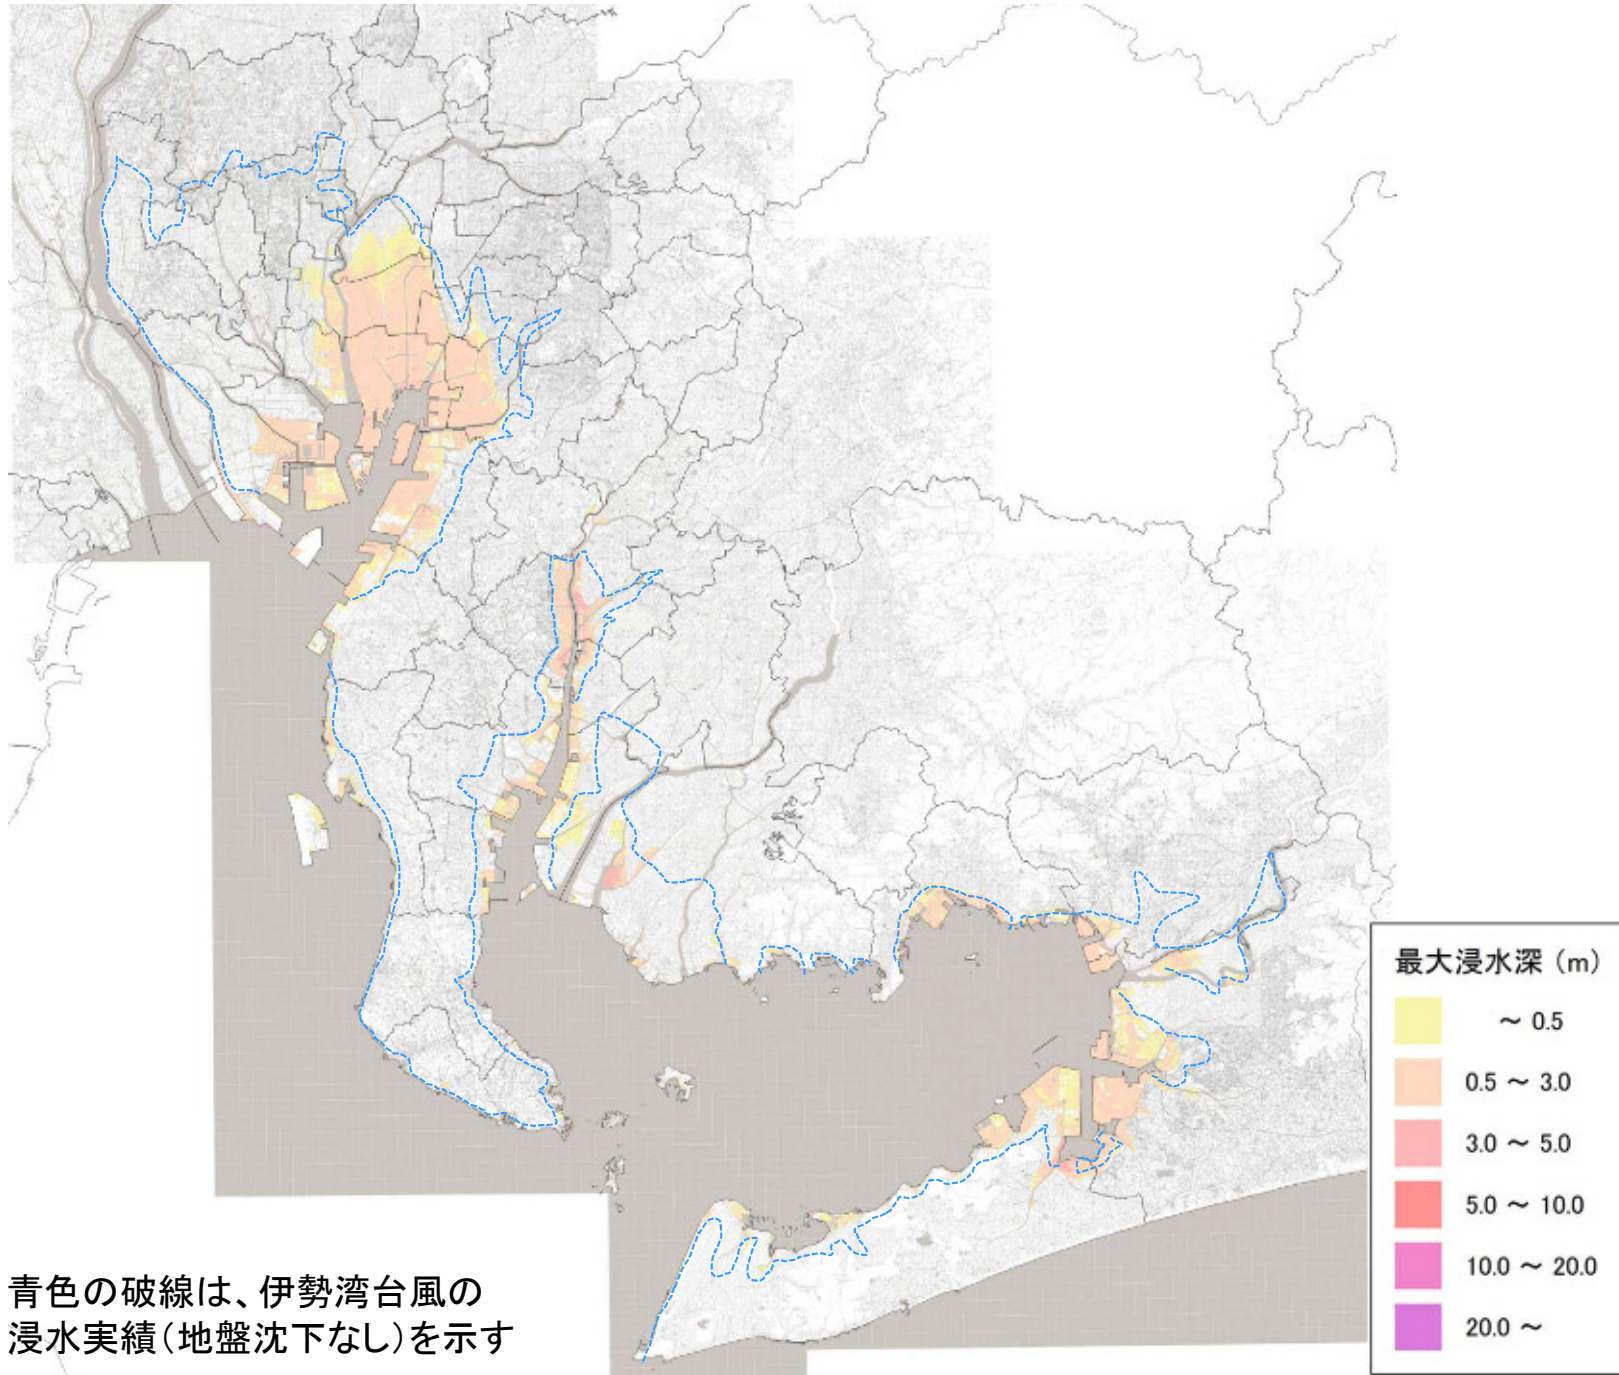 最大浸水深（m）
～ 0.5
0.5 ～ 3.0
3.0 ～ 5.0
5.0 ～ 10.0
10.0 ～ 20.0
20.0 ～
青色の破線は、伊勢湾台風の
浸水実績（地盤沈下なし）を示す